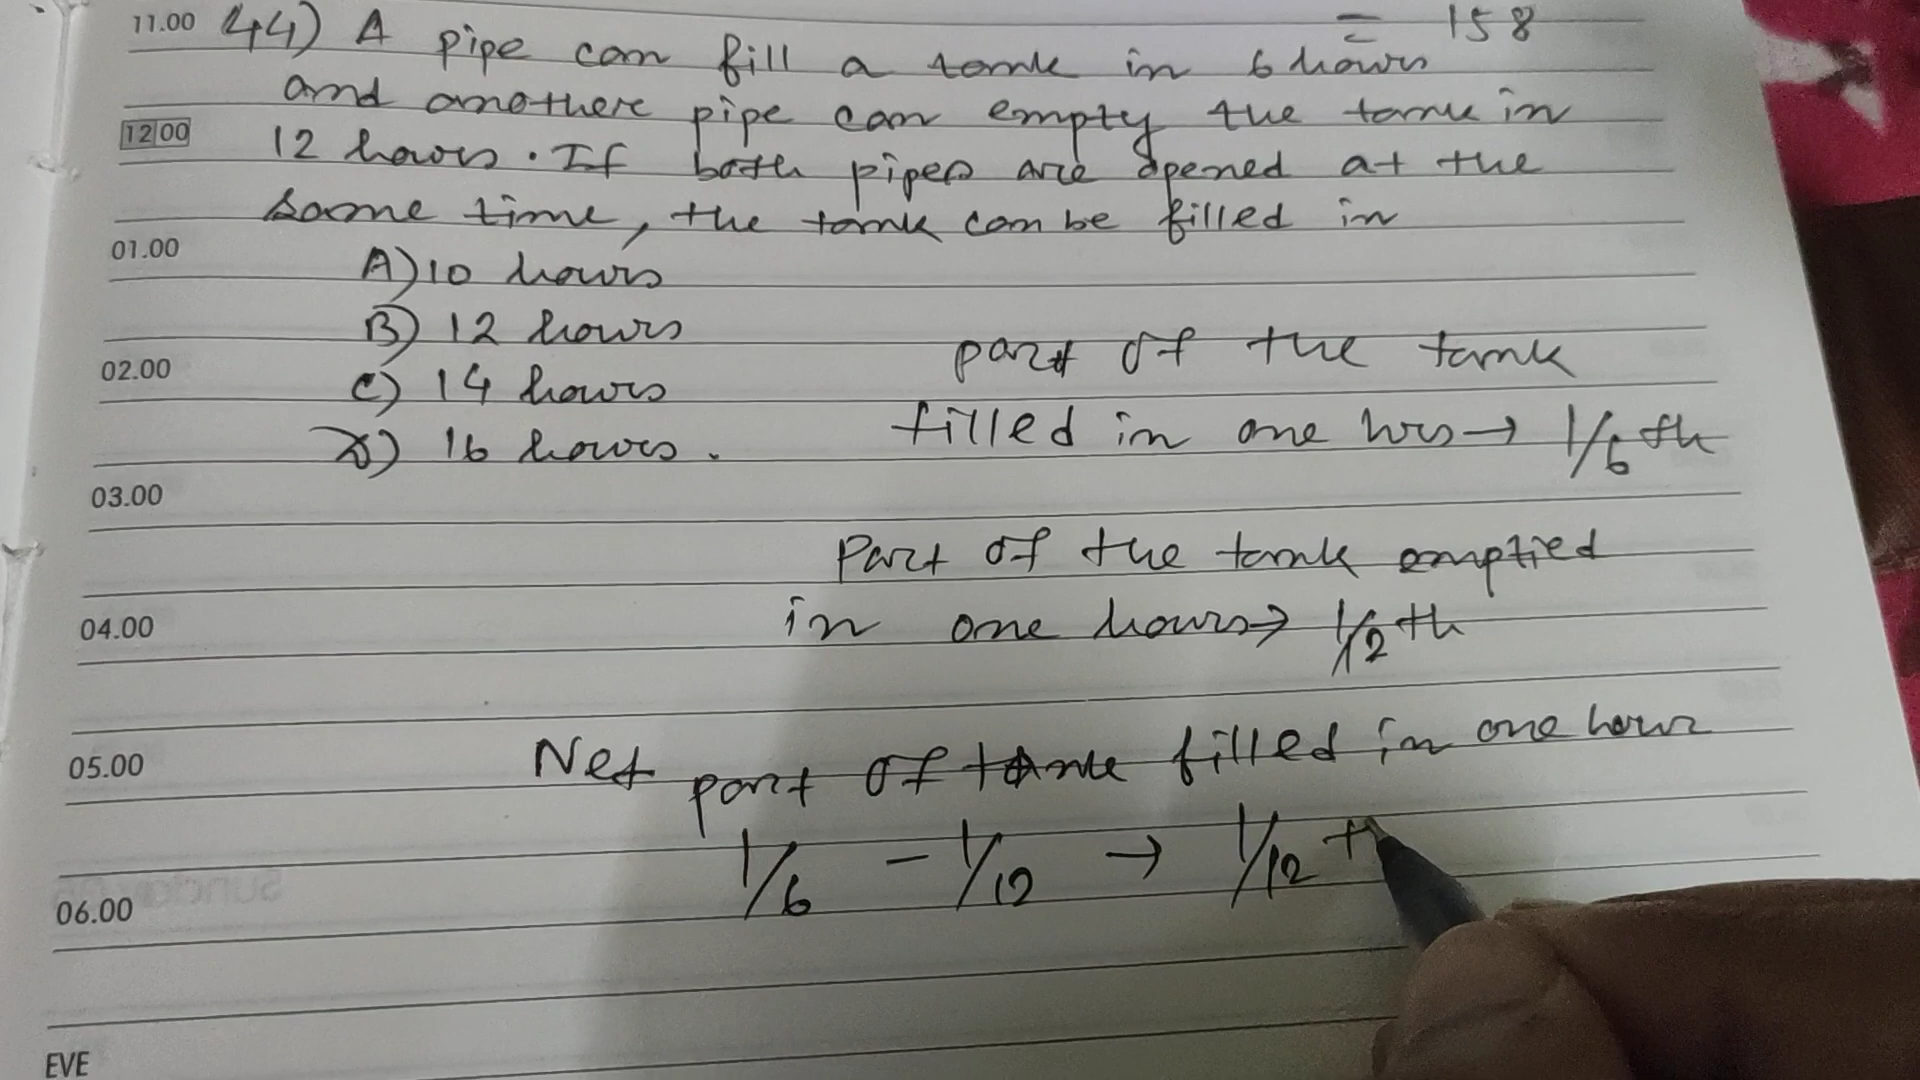 = 158
11.00 44) A pipe can fill a tank in 6 hours
and anothere pipe can empty the tank in
12 00 12 hours. If both pipes are opened at the
same time, the tank can be filled in
01.00
A) 10 hours
B) 12 hours
02.00
C) 14 hours
D) 16 hours.
part of the tank
filled in one hrs → 1/6 th
03.00
Part of the tank emptied
04.00 in one hours → 1/12 th
05.00 Net part of tank filled in one hour
1/6 - 1/12 → 1/12 th
06.00
EVE